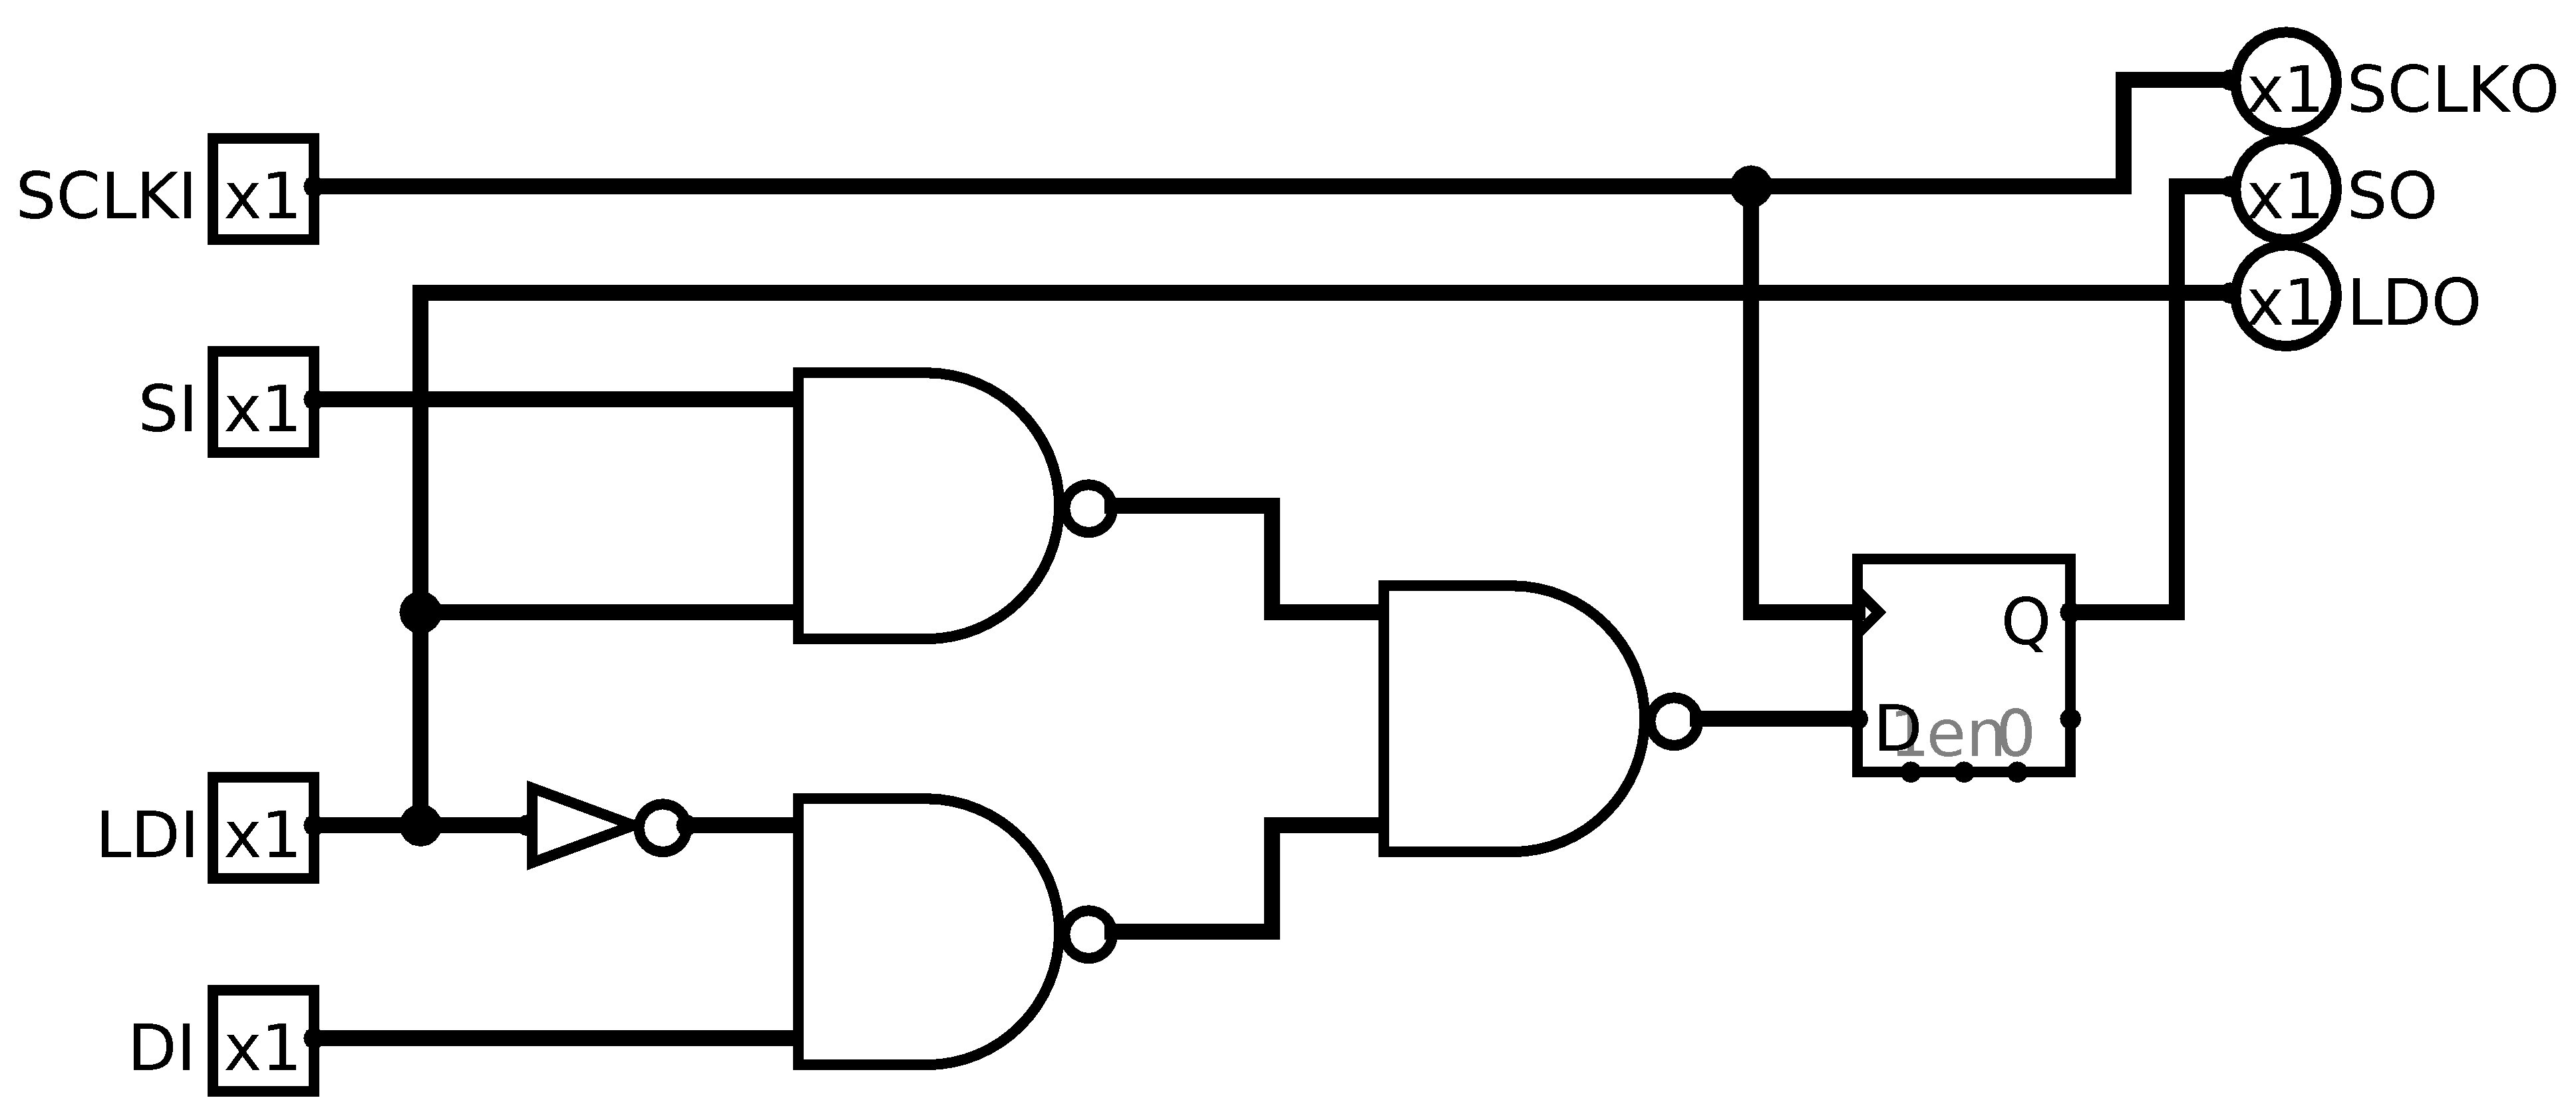 x1 SCLKO
SCLKI x1
x1 SO
x1 LDO
SI x1
Q
D
1 en 0
LDI x1
DI x1